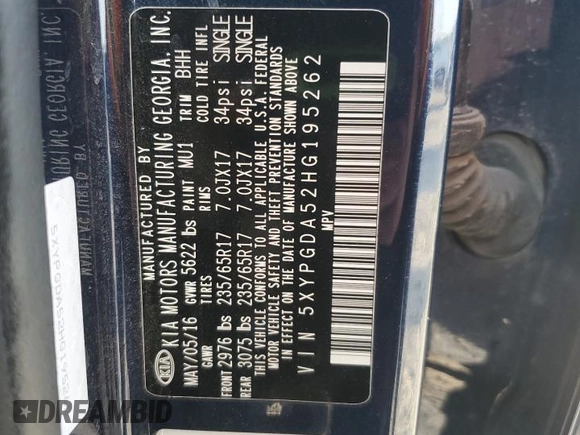 MANUFACTURED BY
KIA KIA MOTORS MANUFACTURING GEORGIA, INC.
MAY/05/16 GVWR 5622 lbs PAINT MU1 TRIM BHH
GAWR TIRES RIMS COLD TIRE INFL
FRONT 2976 lbs 235/65R17 7.0JX17 34psi SINGLE
REAR 3075 lbs 235/65R17 7.0JX17 34psi SINGLE
THIS VEHICLE CONFORMS TO ALL APPLICABLE U.S.A. FEDERAL
MOTOR VEHICLE SAFETY AND THEFT PREVENTION STANDARDS
IN EFFECT ON THE DATE OF MANUFACTURE SHOWN ABOVE
VIN 5XYPGDA52HG195262
MPV
DREAMBID